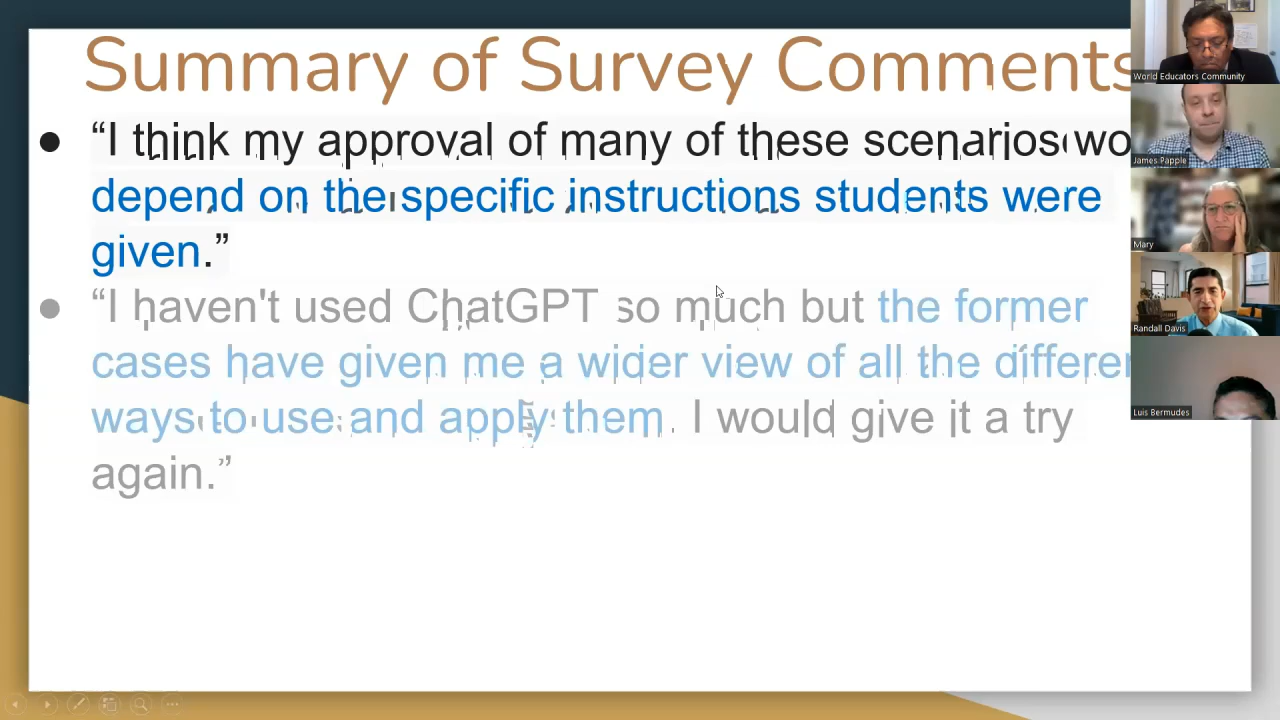 Summary of Survey Comments
• “I think my approval of many of these scenarios wo
depend on the specific instructions students were
given.”
• “I haven't used ChatGPT so much but the former
cases have given me a wider view of all the differen
ways to use and apply them. I would give it a try
again.”
World Educators Community
James Papple
Mary
Randall Davis
Luis Bermudes